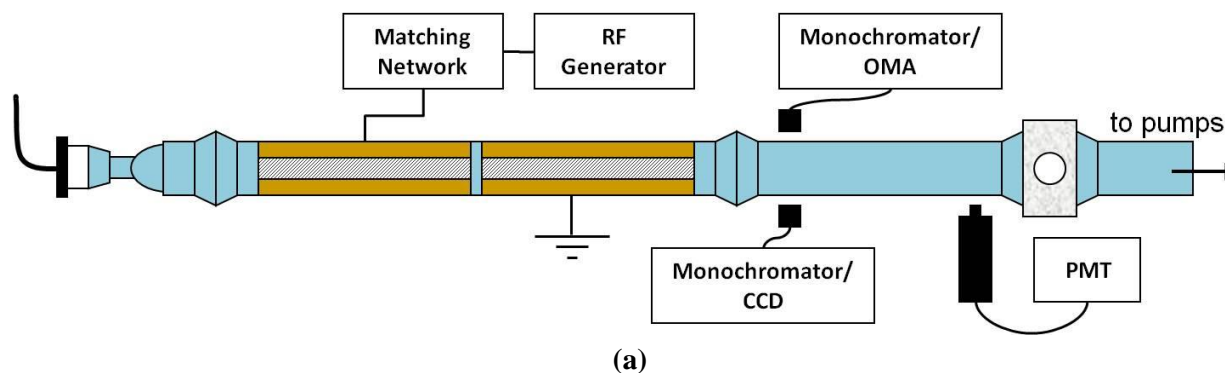 Matching
Network
RF
Generator
Monochromator/
OMA
to pumps
Monochromator/
CCD
PMT
(a)